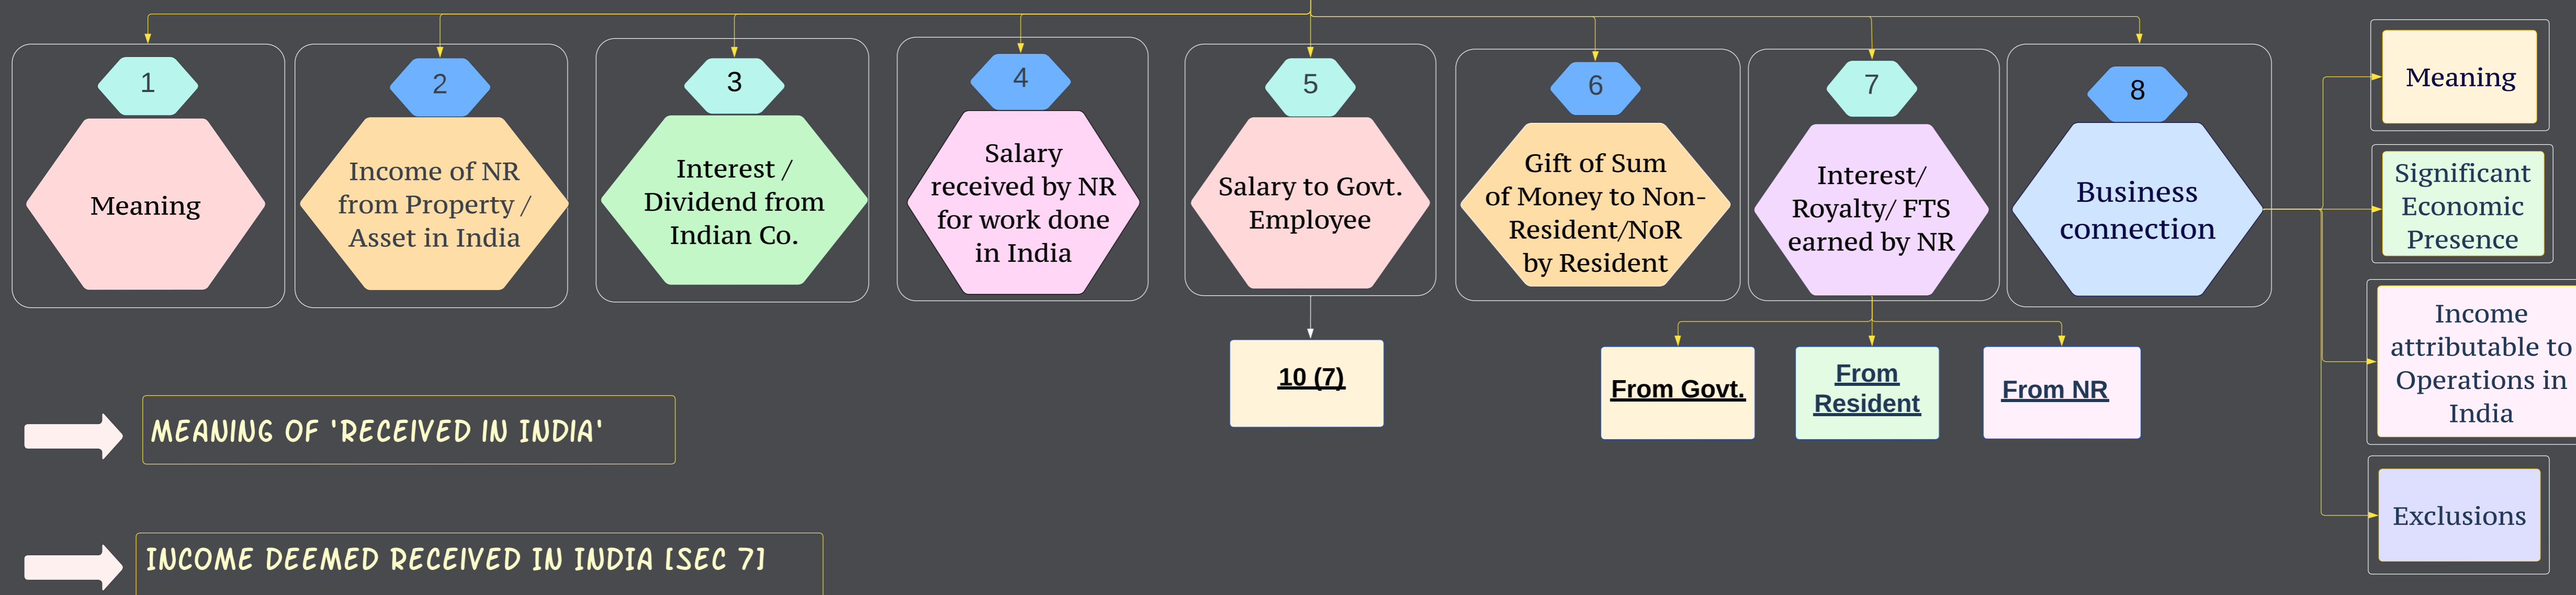 1
Meaning
2
Income of NR
from Property /
Asset in India
3
Interest /
Dividend from
Indian Co.
4
Salary
received by NR
for work done
in India
5
Salary to Govt.
Employee
10 (7)
6
Gift of Sum
of Money to Non-
Resident/NoR
by Resident
7
Interest/
Royalty/ FTS
earned by NR
From Govt.
From
Resident
From NR
8
Business
connection
Meaning
Significant
Economic
Presence
Income
attributable to
Operations in
India
Exclusions
MEANING OF 'RECEIVED IN INDIA'
INCOME DEEMED RECEIVED IN INDIA [SEC 7]